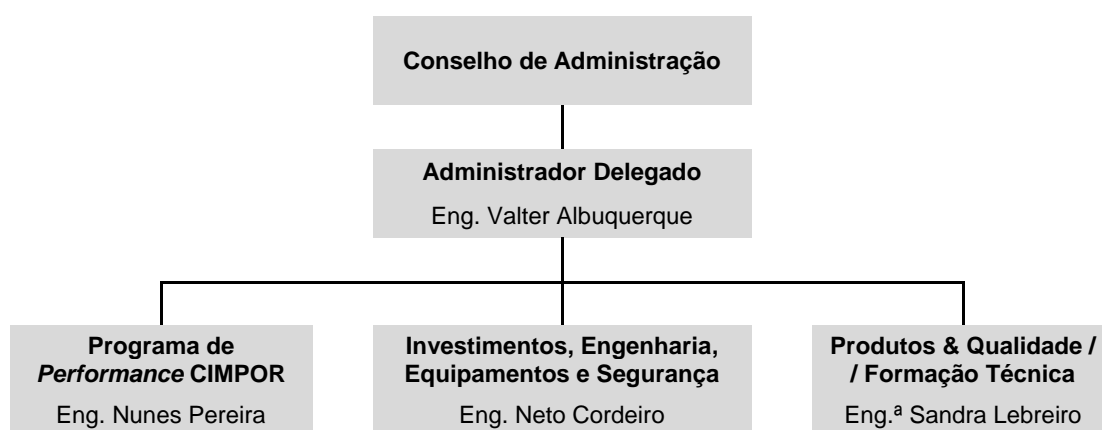 Conselho de Administração
Administrador Delegado
Eng. Valter Albuquerque
Programa de
Performance CIMPOR
Eng. Nunes Pereira
Investimentos, Engenharia,
Equipamentos e Segurança
Eng. Neto Cordeiro
Produtos & Qualidade /
/ Formação Técnica
Eng.ª Sandra Lebreiro